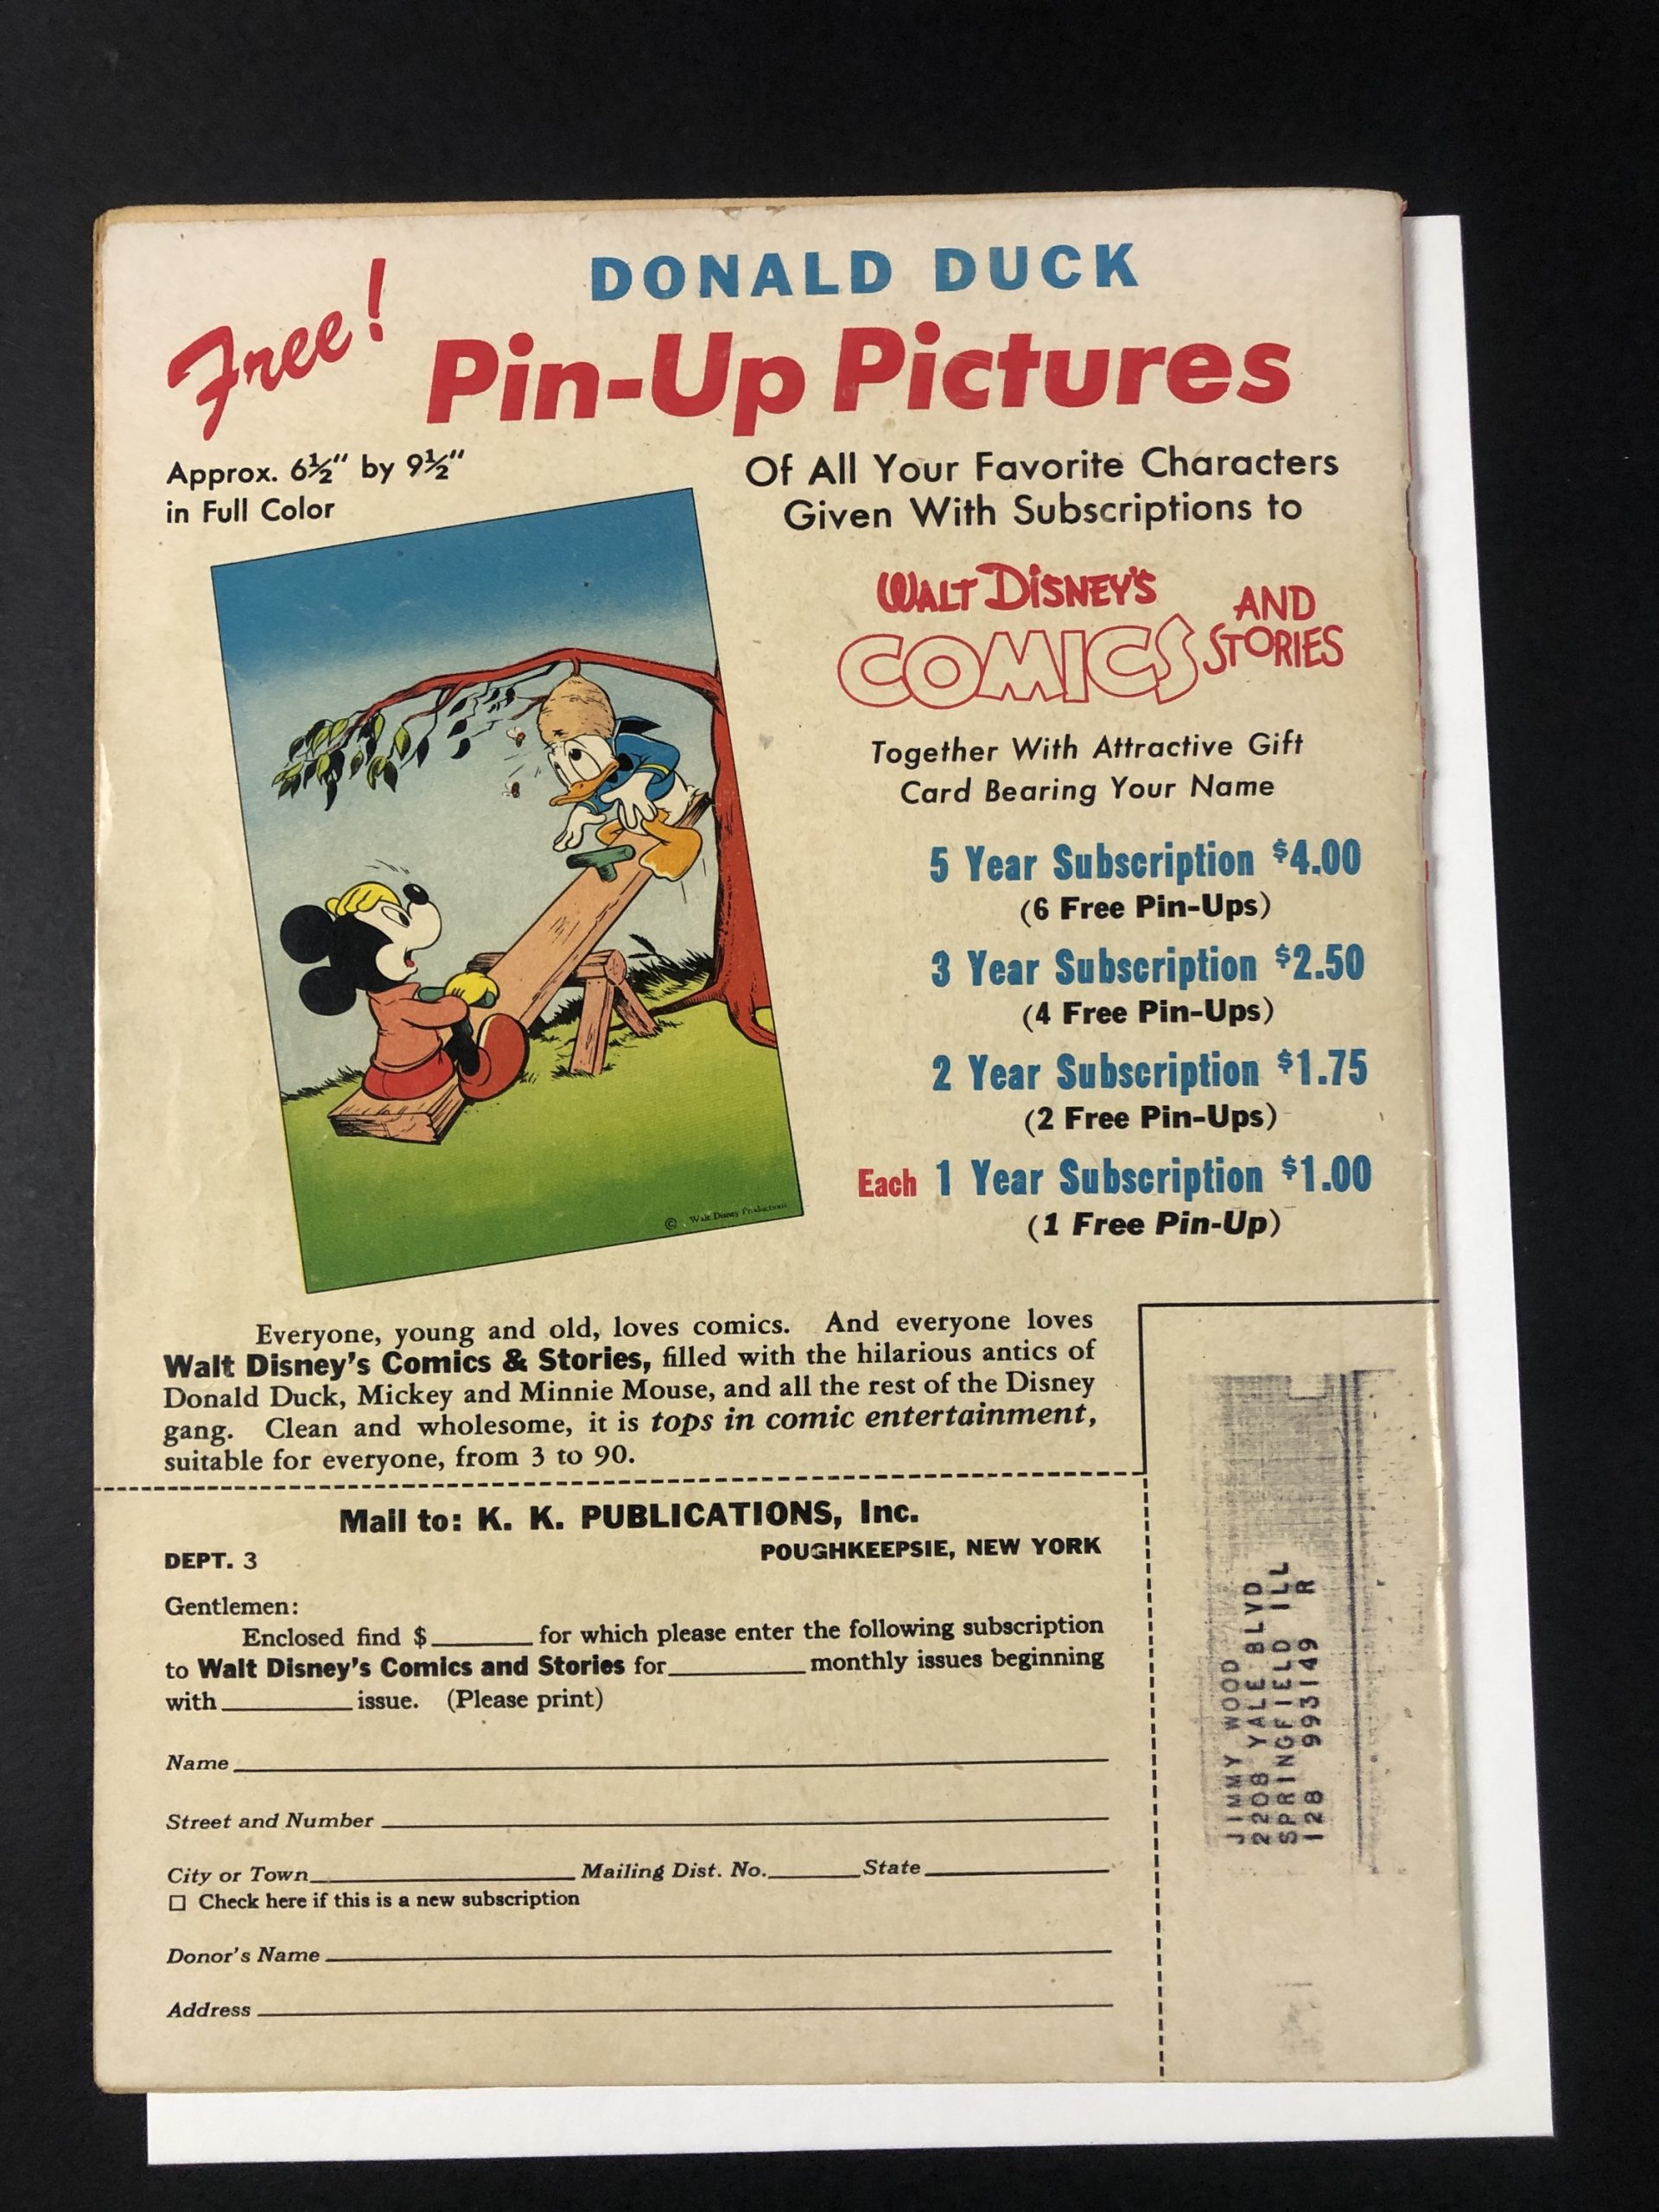 Free!
DONALD DUCK
Pin-Up Pictures
Approx. 6½" by 9½"
in Full Color
Of All Your Favorite Characters
Given With Subscriptions to
WALT DISNEY'S
COMICS AND STORIES
Together With Attractive Gift
Card Bearing Your Name
5 Year Subscription $4.00
(6 Free Pin-Ups)
3 Year Subscription $2.50
(4 Free Pin-Ups)
2 Year Subscription $1.75
(2 Free Pin-Ups)
Each 1 Year Subscription $1.00
(1 Free Pin-Up)
© Walt Disney Productions
Everyone, young and old, loves comics. And everyone loves
Walt Disney's Comics & Stories, filled with the hilarious antics of
Donald Duck, Mickey and Minnie Mouse, and all the rest of the Disney
gang. Clean and wholesome, it is tops in comic entertainment,
suitable for everyone, from 3 to 90.
Mail to: K. K. PUBLICATIONS, Inc.
DEPT. 3 POUGHKEEPSIE, NEW YORK
Gentlemen:
Enclosed find $ for which please enter the following subscription
to Walt Disney's Comics and Stories for monthly issues beginning
with issue. (Please print)
Name
Street and Number
City or Town Mailing Dist. No. State
☐ Check here if this is a new subscription
Donor's Name
Address
JIMMY WOOD
2208 YALE BLVD
SPRINGFIELD ILL
128 993149 R